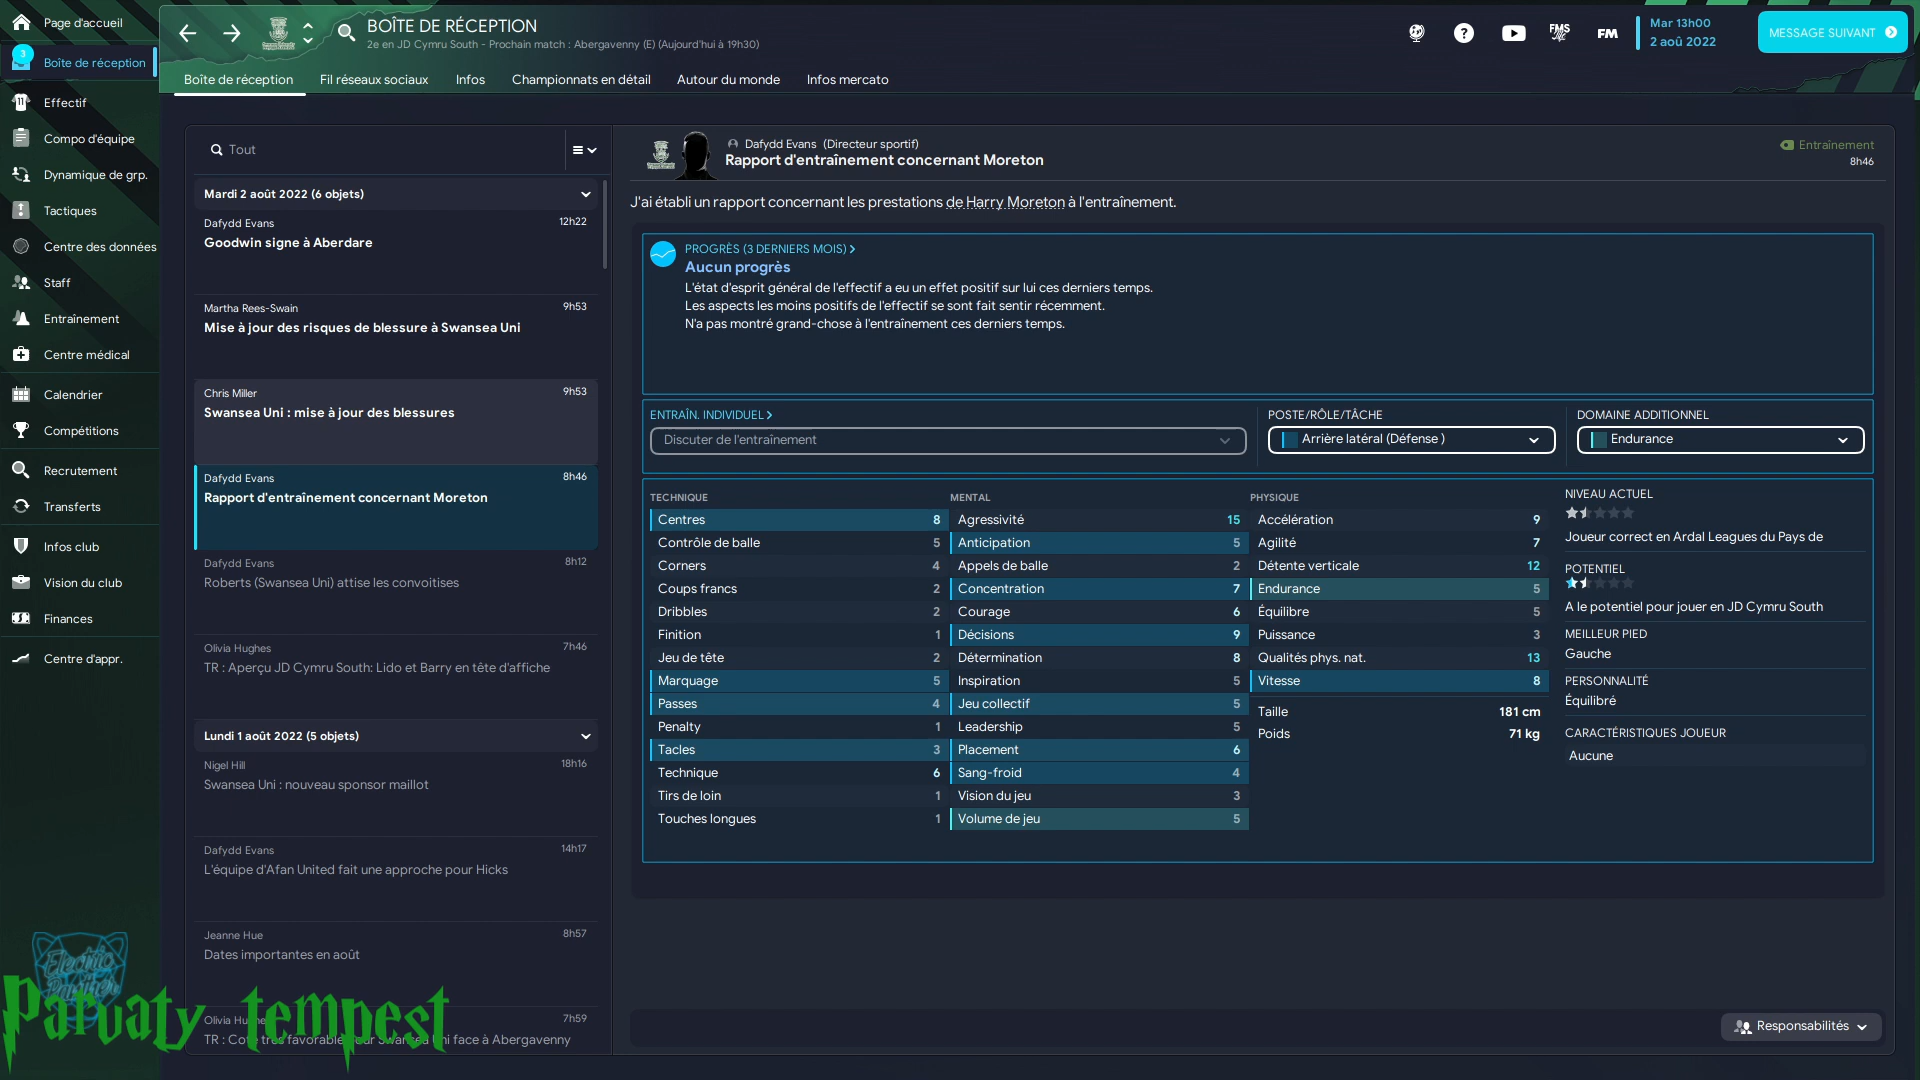 Page d'accueil
3
Boîte de réception
Effectif
Compo d'équipe
Dynamique de grp.
Tactiques
Centre des données
Staff
Entraînement
Centre médical
Calendrier
Compétitions
Recrutement
Transferts
Infos club
Vision du club
Finances
Centre d'appr.
BOÎTE DE RÉCEPTION
2e en JD Cymru South - Prochain match : Abergavenny (E) (Aujourd'hui à 19h30)
FMS
FM
Mar 13h00
2 aoû 2022
MESSAGE SUIVANT
Boîte de réception
Fil réseaux sociaux
Infos
Championnats en détail
Autour du monde
Infos mercato
Tout
Mardi 2 août 2022 (6 objets)
Dafydd Evans 12h22
Goodwin signe à Aberdare
Martha Rees-Swain 9h53
Mise à jour des risques de blessure à Swansea Uni
Chris Miller 9h53
Swansea Uni : mise à jour des blessures
Dafydd Evans 8h46
Rapport d'entraînement concernant Moreton
Dafydd Evans 8h12
Roberts (Swansea Uni) attise les convoitises
Olivia Hughes 7h46
TR : Aperçu JD Cymru South: Lido et Barry en tête d'affiche
Lundi 1 août 2022 (5 objets)
Nigel Hill 18h16
Swansea Uni : nouveau sponsor maillot
Dafydd Evans 14h17
L'équipe d'Afan United fait une approche pour Hicks
Jeanne Hue 8h57
Dates importantes en août
Olivia 7h59
TR : très favorable face à Abergavenny
Dafydd Evans (Directeur sportif)
Rapport d'entraînement concernant Moreton
Entraînement
8h46
J'ai établi un rapport concernant les prestations de Harry Moreton à l'entraînement.
PROGRÈS (3 DERNIERS MOIS)
Aucun progrès
L'état d'esprit général de l'effectif a eu un effet positif sur lui ces derniers temps.
Les aspects les moins positifs de l'effectif se sont fait sentir récemment.
N'a pas montré grand-chose à l'entraînement ces derniers temps.
ENTRAÎN. INDIVIDUEL
Discuter de l'entraînement
POSTE/RÔLE/TÂCHE
Arrière latéral (Défense )
DOMAINE ADDITIONNEL
Endurance
TECHNIQUE
Centres 8
Contrôle de balle 5
Corners 4
Coups francs 2
Dribbles 2
Finition 1
Jeu de tête 2
Marquage 5
Passes 4
Penalty 1
Tacles 3
Technique 6
Tirs de loin 1
Touches longues 1
MENTAL
Agressivité 15
Anticipation 5
Appels de balle 2
Concentration 7
Courage 6
Décisions 9
Détermination 8
Inspiration 5
Jeu collectif 5
Leadership 5
Placement 6
Sang-froid 4
Vision du jeu 3
Volume de jeu 5
PHYSIQUE
Accélération 9
Agilité 7
Détente verticale 12
Endurance 5
Équilibre 5
Puissance 3
Qualités phys. nat. 13
Vitesse 8
Taille 181 cm
Poids 71 kg
NIVEAU ACTUEL
Joueur correct en Ardal Leagues du Pays de
POTENTIEL
A le potentiel pour jouer en JD Cymru South
MEILLEUR PIED
Gauche
PERSONNALITÉ
Équilibré
CARACTÉRISTIQUES JOUEUR
Aucune
Responsabilités
Electric
Panther
Parvaty tempest